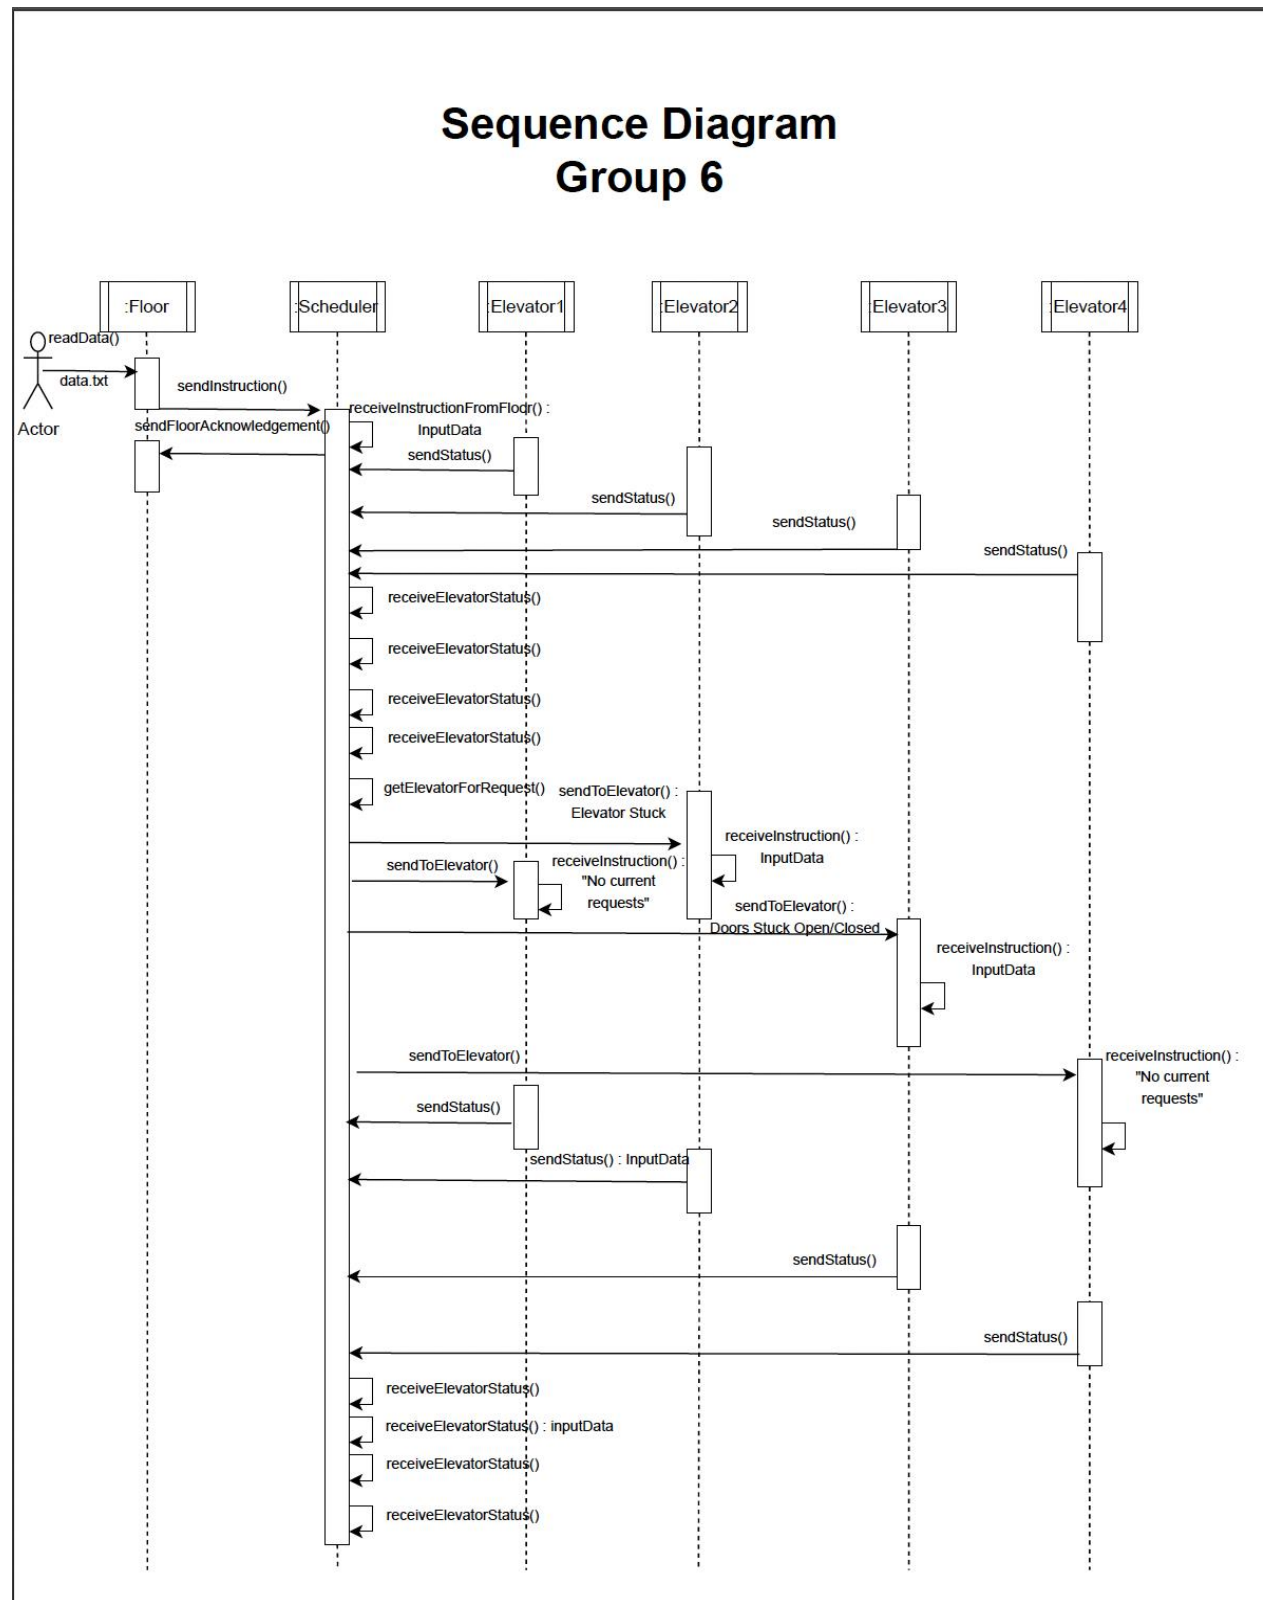 Sequence Diagram
Group 6
:Floor
:Scheduler
:Elevator1
:Elevator2
:Elevator3
:Elevator4
readData()
data.txt
Actor
sendInstruction()
receiveInstructionFromFloor() :
InputData
sendFloorAcknowledgement()
sendStatus()
sendStatus()
sendStatus()
sendStatus()
receiveElevatorStatus()
receiveElevatorStatus()
receiveElevatorStatus()
receiveElevatorStatus()
getElevatorForRequest()
sendToElevator() :
Elevator Stuck
receiveInstruction() :
InputData
sendToElevator()
receiveInstruction() :
"No current
requests"
sendToElevator() :
Doors Stuck Open/Closed
receiveInstruction() :
InputData
sendToElevator()
receiveInstruction() :
"No current
requests"
sendStatus()
sendStatus() : InputData
sendStatus()
sendStatus()
receiveElevatorStatus()
receiveElevatorStatus() : inputData
receiveElevatorStatus()
receiveElevatorStatus()